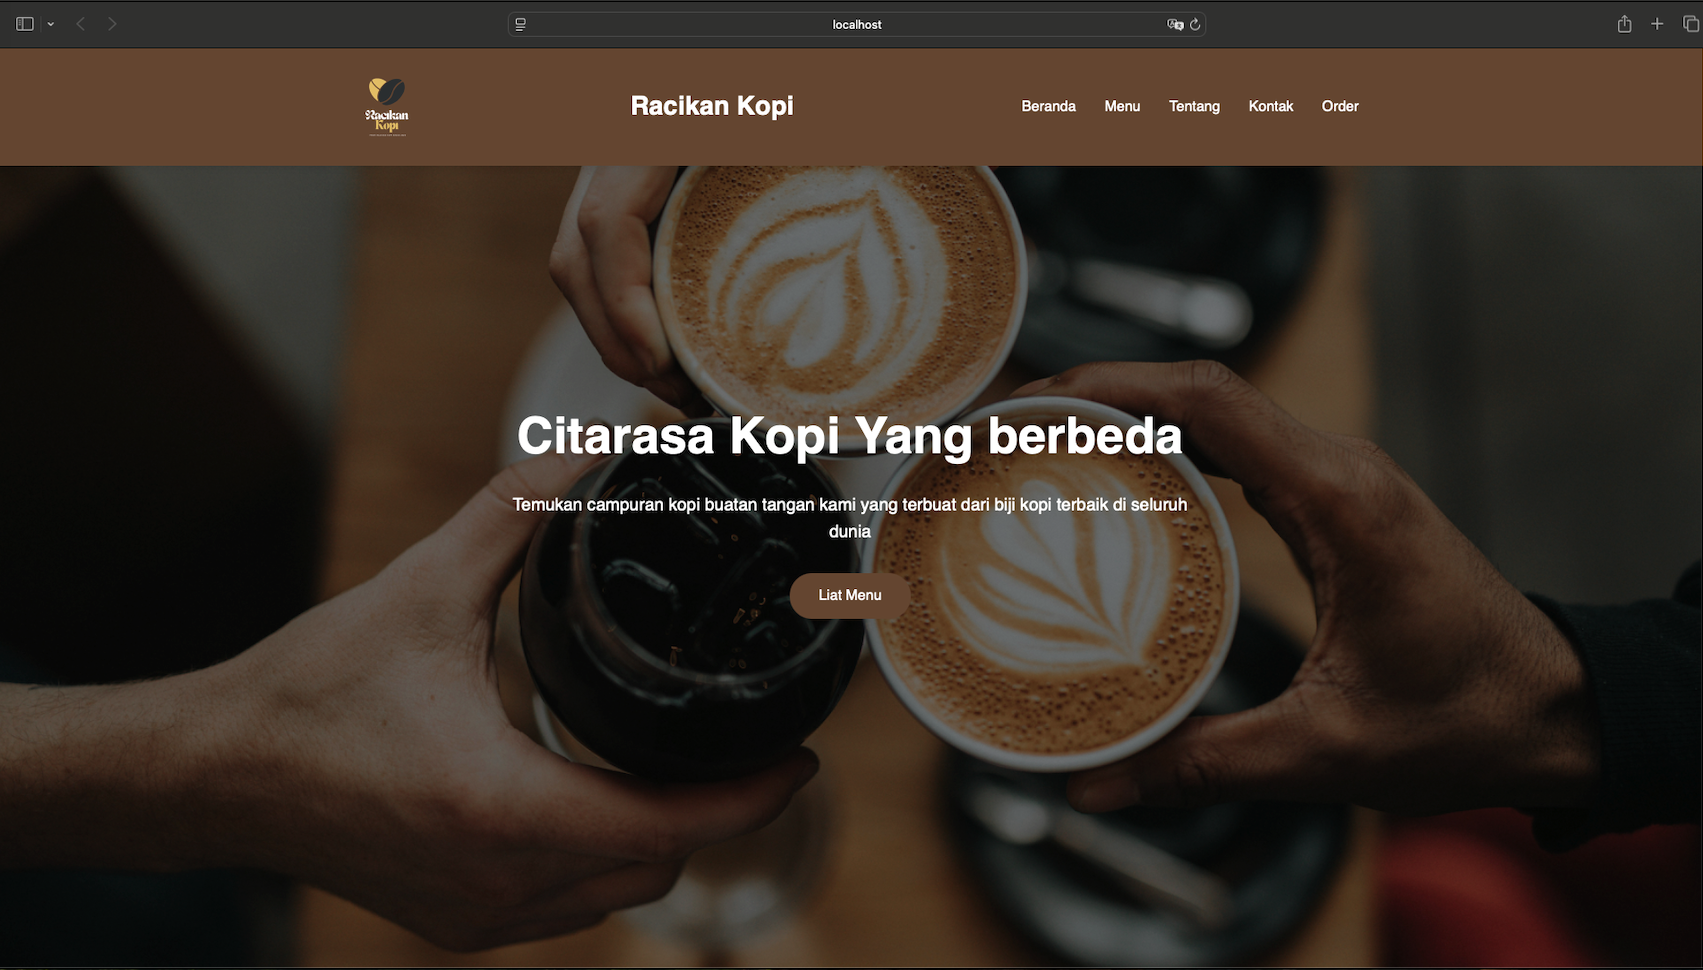 localhost
Racikan
Kopi
Racikan Kopi
Beranda Menu Tentang Kontak Order
Citarasa Kopi Yang berbeda
Temukan campuran kopi buatan tangan kami yang terbuat dari biji kopi terbaik di seluruh
dunia
Liat Menu